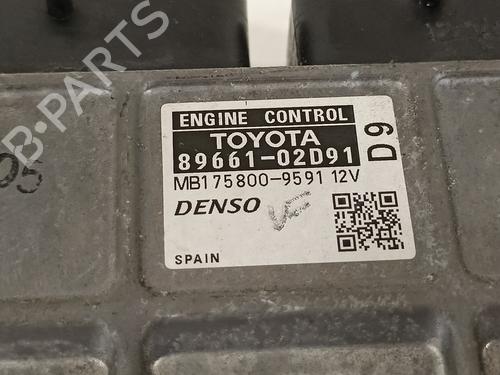 B-PARTS
ENGINE CONTROL
TOYOTA
89661-02D91
D9
MB175800-9591 12V
DENSO
SPAIN